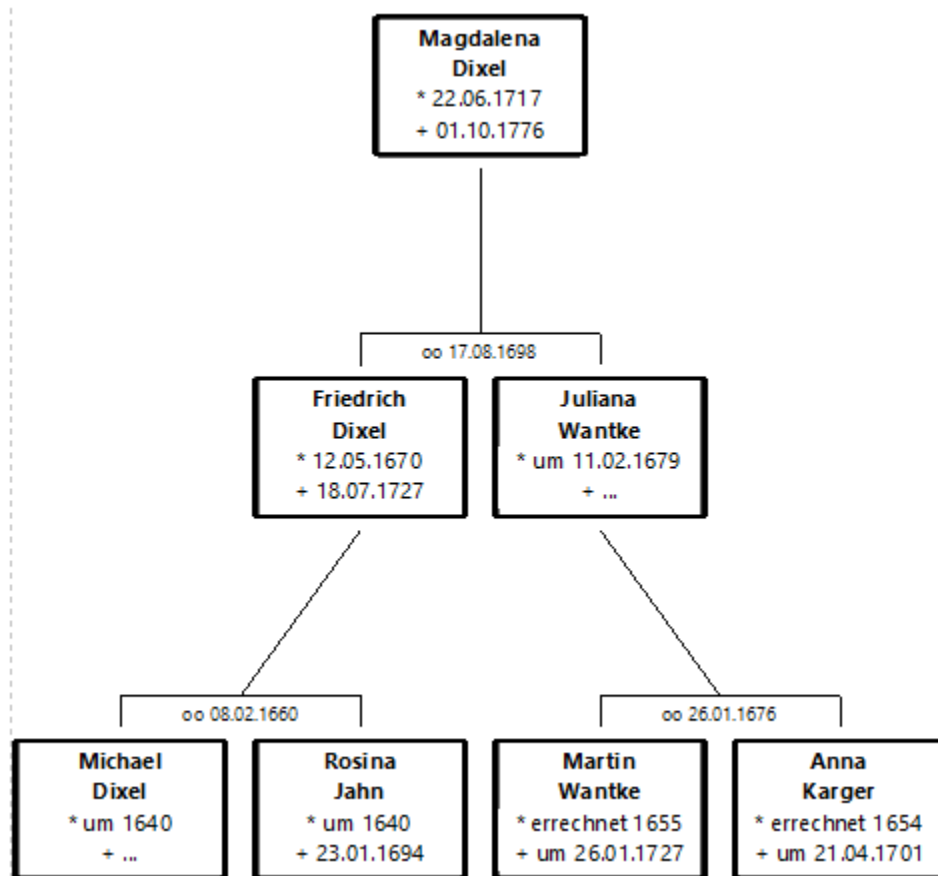 Magdalena
Dixel
* 22.06.1717
+ 01.10.1776
oo 17.08.1698
Friedrich
Dixel
* 12.05.1670
+ 18.07.1727
Juliana
Wantke
* um 11.02.1679
+ ...
oo 08.02.1660
oo 26.01.1676
Michael
Dixel
* um 1640
+ ...
Rosina
Jahn
* um 1640
+ 23.01.1694
Martin
Wantke
* errechnet 1655
+ um 26.01.1727
Anna
Karger
* errechnet 1654
+ um 21.04.1701